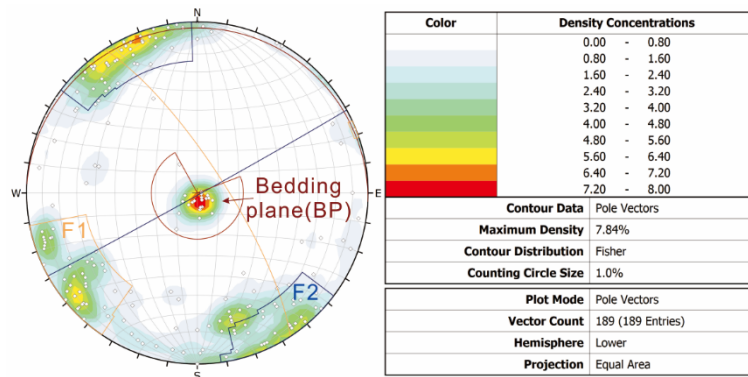 N
W
E
S
F1
F2
Bedding
plane(BP)
Color Density Concentrations
0.00 - 0.80
0.80 - 1.60
1.60 - 2.40
2.40 - 3.20
3.20 - 4.00
4.00 - 4.80
4.80 - 5.60
5.60 - 6.40
6.40 - 7.20
7.20 - 8.00
Contour Data Pole Vectors
Maximum Density 7.84%
Contour Distribution Fisher
Counting Circle Size 1.0%
Plot Mode Pole Vectors
Vector Count 189 (189 Entries)
Hemisphere Lower
Projection Equal Area